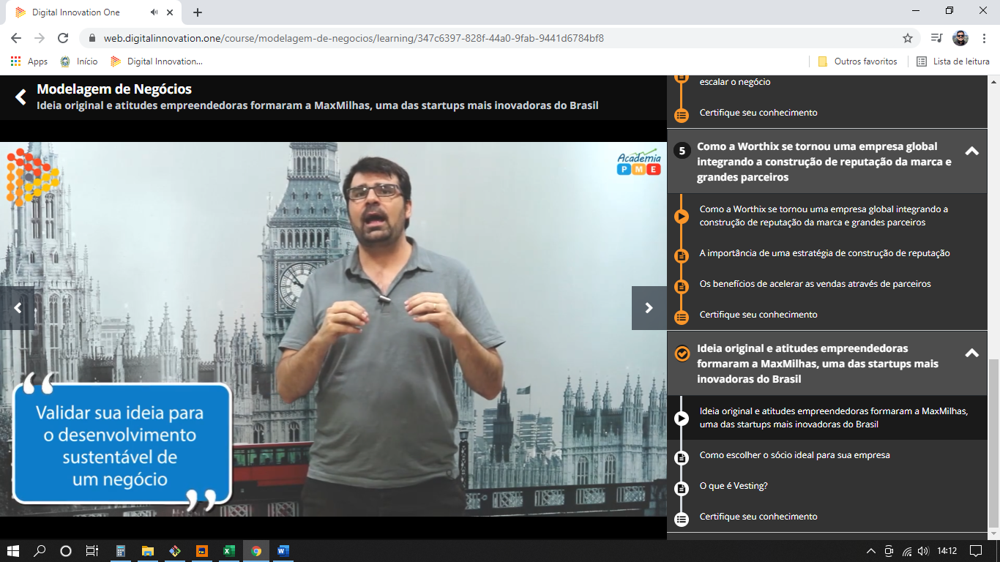 Digital Innovation One
web.digitalinnovation.one/course/modelagem-de-negocios/learning/347c6397-828f-44a0-9fab-9441d6784bf8
Apps
Início
Digital Innovation...
Outros favoritos
Lista de leitura
Modelagem de Negócios
Ideia original e atitudes empreendedoras formaram a MaxMilhas, uma das startups mais inovadoras do Brasil
Academia
P M E
Validar sua ideia para
o desenvolvimento
sustentável de
um negócio
escalar o negócio
Certifique seu conhecimento
5
Como a Worthix se tornou uma empresa global
integrando a construção de reputação da marca e
grandes parceiros
Como a Worthix se tornou uma empresa global integrando a
construção de reputação da marca e grandes parceiros
A importância de uma estratégia de construção de reputação
Os benefícios de acelerar as vendas através de parceiros
Certifique seu conhecimento
Ideia original e atitudes empreendedoras
formaram a MaxMilhas, uma das startups mais
inovadoras do Brasil
Ideia original e atitudes empreendedoras formaram a MaxMilhas,
uma das startups mais inovadoras do Brasil
Como escolher o sócio ideal para sua empresa
O que é Vesting?
Certifique seu conhecimento
14:12